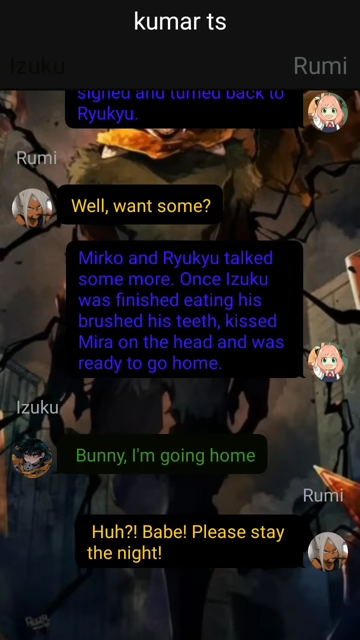 kumar ts
Izuku
Rumi
signed and turned back to
Ryukyu.
Rumi
Well, want some?
Mirko and Ryukyu talked
some more. Once Izuku
was finished eating his
brushed his teeth, kissed
Mira on the head and was
ready to go home.
Izuku
Bunny, I'm going home
Rumi
Huh?! Babe! Please stay
the night!